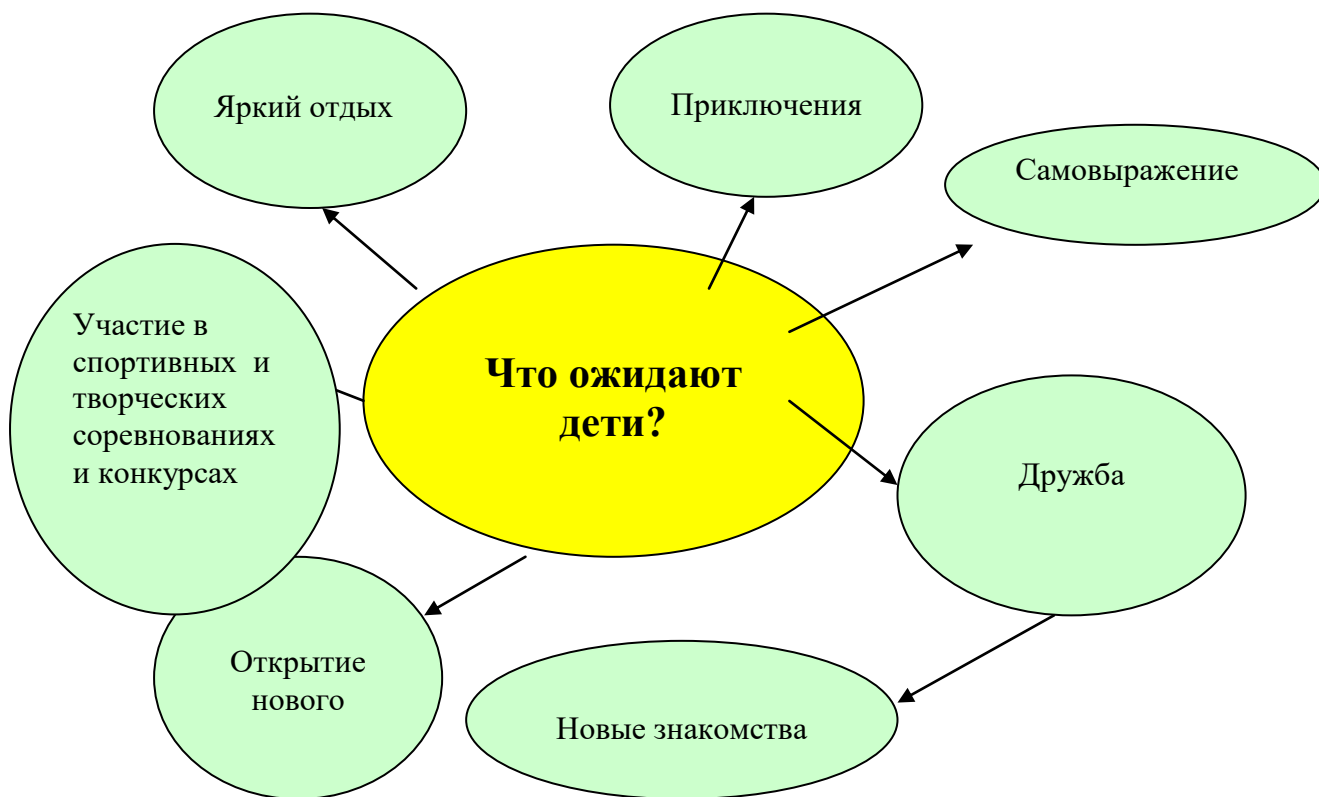 Яркий отдых
Приключения
Самовыражение
Участие в
спортивных и
творческих
соревнованиях
и конкурсах
Что ожидают
дети?
Дружба
Открытие
нового
Новые знакомства